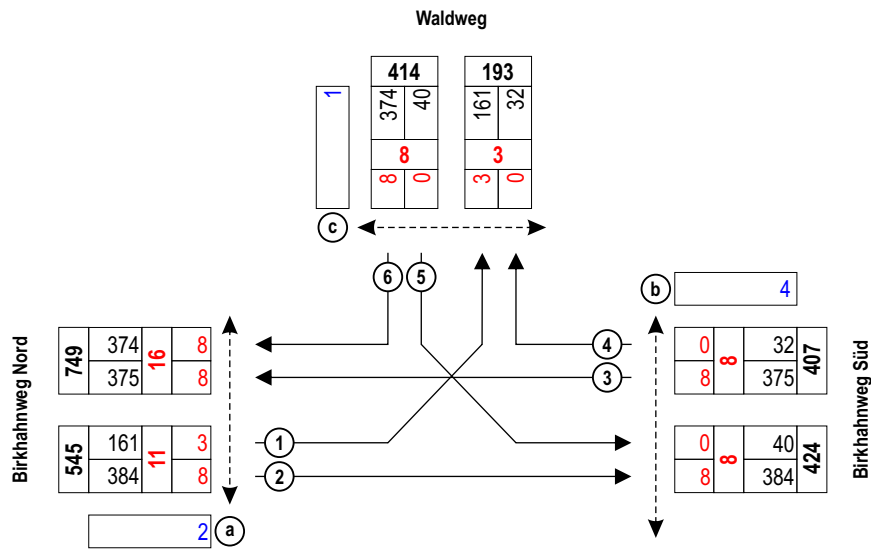 Waldweg
414 193
1 374 40 161 32
8 3
8 0 3 0
c
6 5
b 4
Birkhahnweg Nord
749 374 16 8
375 8
4
3
0 8 32 407
8 375
Birkhahnweg Süd
545 161 11 3
384 8
1
2
0 8 40 424
8 384
2 a